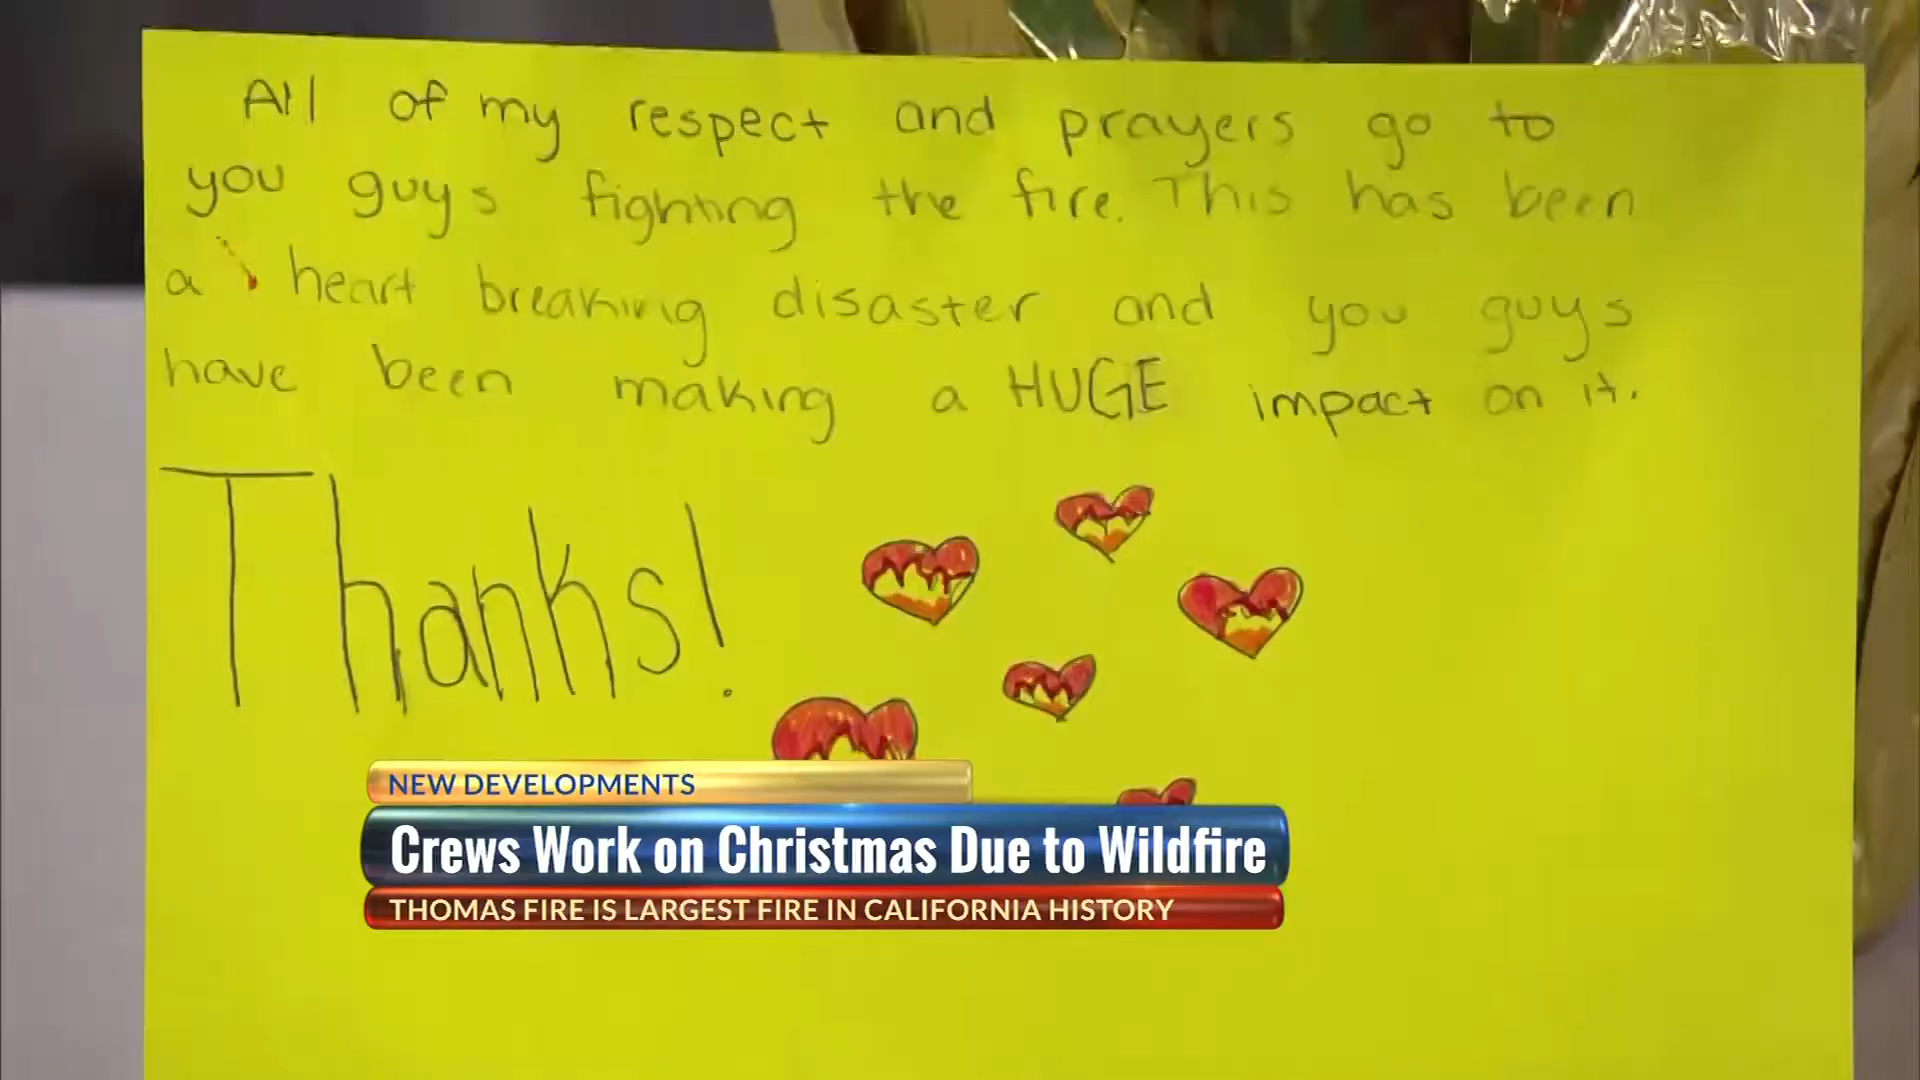 All of my respect and prayers go to
you guys fighting the fire. This has been
a heart breaking disaster and you guys
have been making a HUGE impact on it.
Thanks!
NEW DEVELOPMENTS
Crews Work on Christmas Due to Wildfire
THOMAS FIRE IS LARGEST FIRE IN CALIFORNIA HISTORY